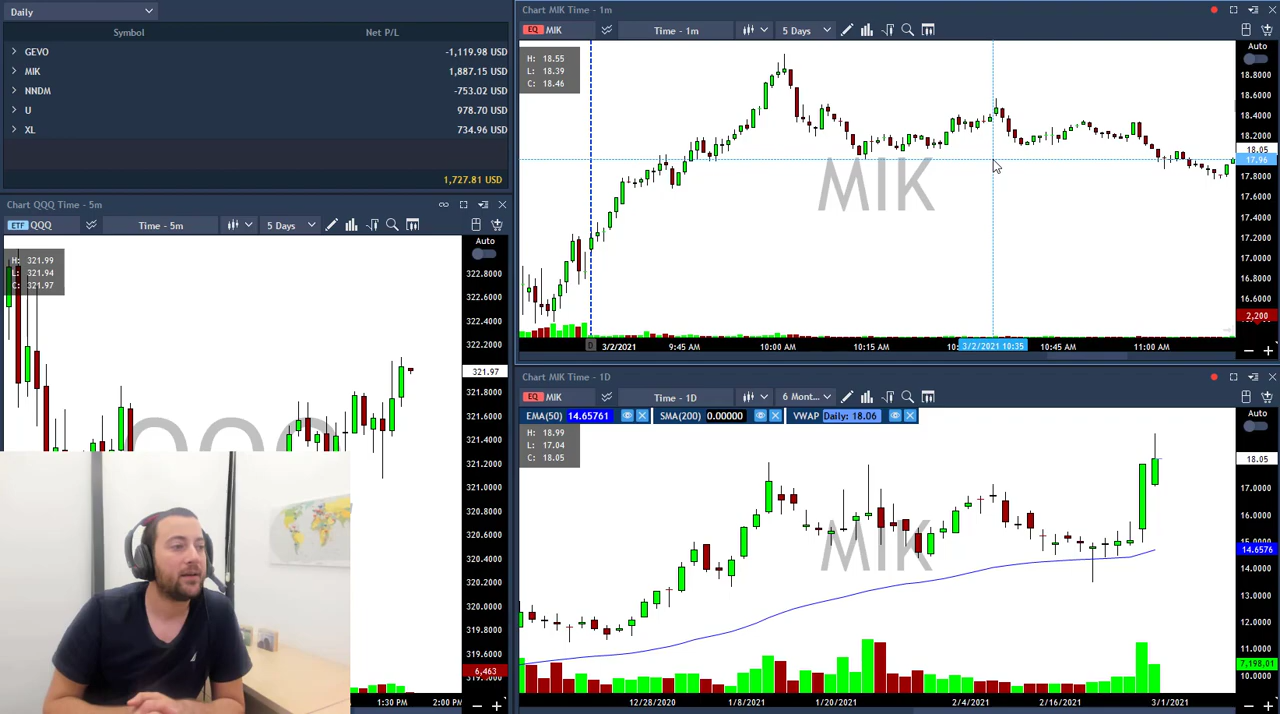 Daily
Symbol Net P/L
GEVO -1,119.98 USD
MIK 1,887.15 USD
NNDM -753.02 USD
U 978.70 USD
XL 734.96 USD
1,727.81 USD
Chart QQQ Time - 5m
ETF QQQ Time - 5m 5 Days
Auto
H: 321.99
L: 321.94
C: 321.97
322.8000
322.6000
322.4000
322.2000
321.97
321.8000
321.6000
321.4000
321.2000
321.0000
320.8000
320.6000
320.4000
320.2000
320.0000
319.8000
319.6000
6,463
1:30 PM 2:00 PM
Chart MIK Time - 1m
EQ MIK Time - 1m 5 Days
Auto
H: 18.55
L: 18.39
C: 18.46
MIK
18.8000
18.6000
18.4000
18.2000
18.05
17.96
17.8000
17.6000
17.4000
17.2000
17.0000
16.8000
16.6000
2,200
3/2/2021 9:45 AM 10:00 AM 10:15 AM 3/2/2021 10:35 10:45 AM 11:00 AM
Chart MIK Time - 1D
EQ MIK Time - 1D 6 Mont...
Auto
EMA(50) 14.65761 SMA(200) 0.00000 VWAP Daily: 18.06
H: 18.99
L: 17.04
C: 18.05
MIK
18.05
17.0000
16.0000
14.6576
14.0000
13.0000
12.0000
11.0000
7,198.01
10.0000
12/28/2020 1/8/2021 1/20/2021 2/4/2021 2/16/2021 3/1/2021